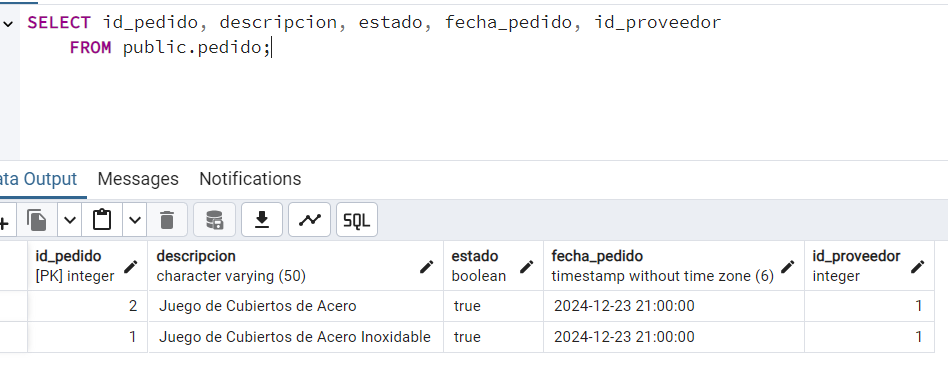 SELECT id_pedido, descripcion, estado, fecha_pedido, id_proveedor
FROM public.pedido;
ata Output Messages Notifications
SQL
id_pedido descripcion estado fecha_pedido id_proveedor
[PK] integer character varying (50) boolean timestamp without time zone (6) integer
2 Juego de Cubiertos de Acero true 2024-12-23 21:00:00 1
1 Juego de Cubiertos de Acero Inoxidable true 2024-12-23 21:00:00 1